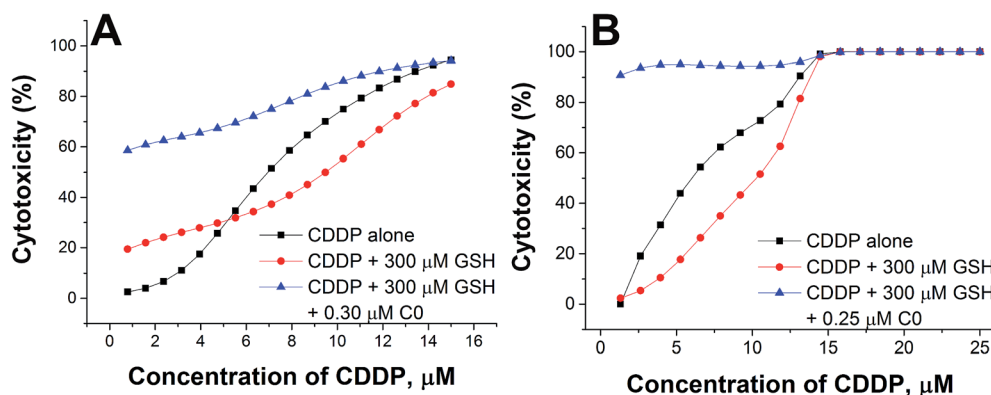 A
Cytotoxicity (%)
100
80
60
40
20
0
CDDP alone
CDDP + 300 μM GSH
CDDP + 300 μM GSH
+ 0.30 μM C0
0 2 4 6 8 10 12 14 16
Concentration of CDDP, μM
B
Cytotoxicity (%)
100
80
60
40
20
0
CDDP alone
CDDP + 300 μM GSH
CDDP + 300 μM GSH
+ 0.25 μM C0
0 5 10 15 20 25
Concentration of CDDP, μM